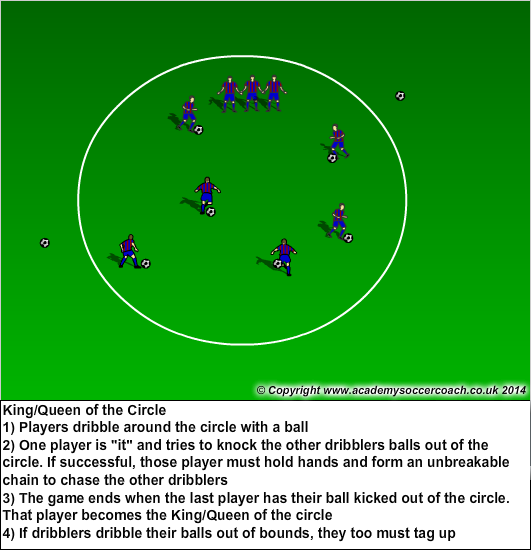 © Copyright www.academysoccercoach.co.uk 2014
King/Queen of the Circle
1) Players dribble around the circle with a ball
2) One player is "it" and tries to knock the other dribblers balls out of the
circle. If successful, those player must hold hands and form an unbreakable
chain to chase the other dribblers
3) The game ends when the last player has their ball kicked out of the circle.
That player becomes the King/Queen of the circle
4) If dribblers dribble their balls out of bounds, they too must tag up